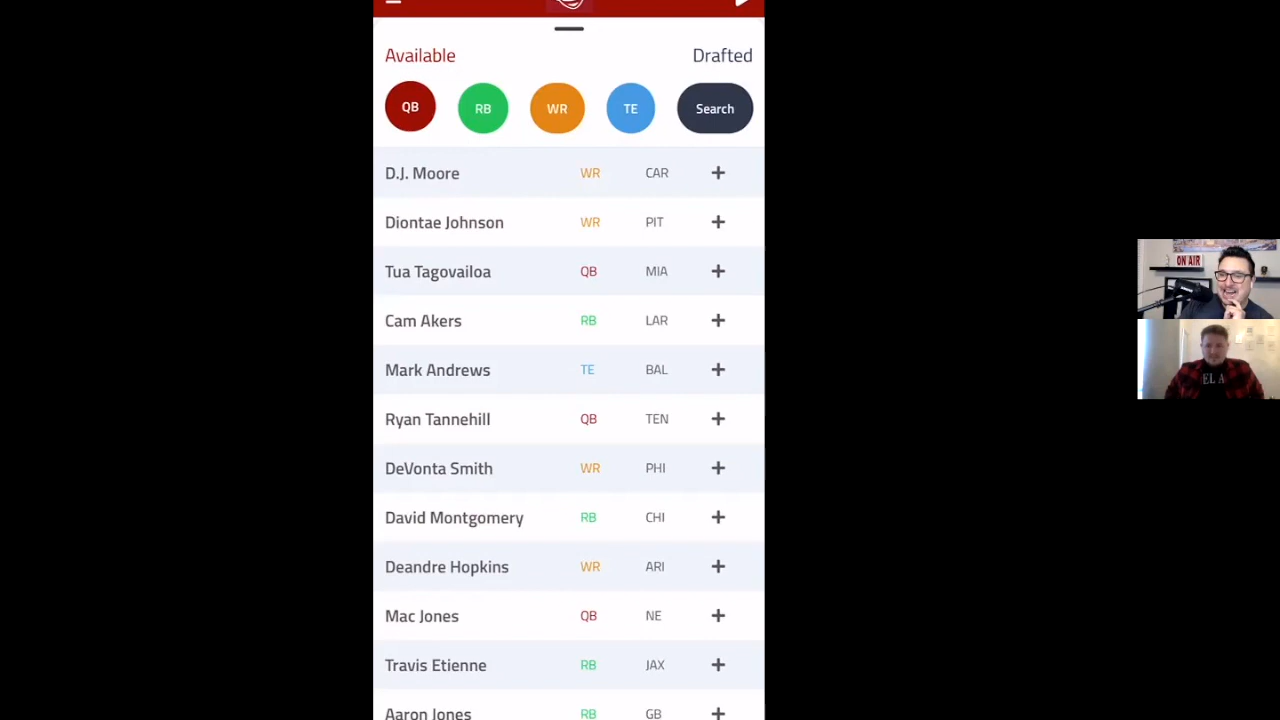 Available Drafted
QB RB WR TE Search
D.J. Moore WR CAR +
Diontae Johnson WR PIT +
Tua Tagovailoa QB MIA +
Cam Akers RB LAR +
Mark Andrews TE BAL +
Ryan Tannehill QB TEN +
DeVonta Smith WR PHI +
David Montgomery RB CHI +
Deandre Hopkins WR ARI +
Mac Jones QB NE +
Travis Etienne RB JAX +
Aaron Jones RB GB +
ON AIR
EL A